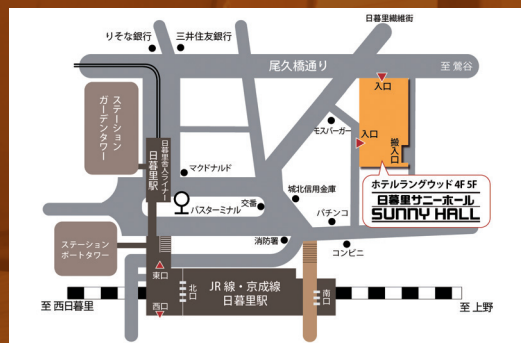 日暮里繊維街
りそな銀行
三井住友銀行
尾久橋通り
至 鶯谷
入口
ステーション
ガーデンタワー
日暮里舎人ライナー
日暮里駅
モスバーガー
入口
搬入口
マクドナルド
ホテルラングウッド 4F 5F
日暮里サニーホール
SUNNY HALL
城北信用金庫
交番
バスターミナル
パチンコ
ステーション
ポートタワー
消防署
コンビニ
東口
北口
JR 線・京成線
日暮里駅
南口
西口
至 西日暮里
至 上野